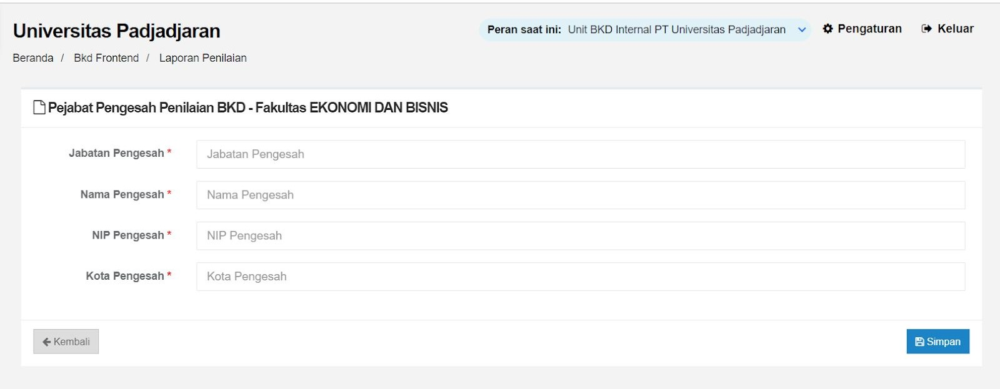 Universitas Padjadjaran
Peran saat ini: Unit BKD Internal PT Universitas Padjadjaran
Pengaturan
Keluar
Beranda / Bkd Frontend / Laporan Penilaian
Pejabat Pengesah Penilaian BKD - Fakultas EKONOMI DAN BISNIS
Jabatan Pengesah *
Jabatan Pengesah
Nama Pengesah *
Nama Pengesah
NIP Pengesah *
NIP Pengesah
Kota Pengesah *
Kota Pengesah
Kembali
Simpan